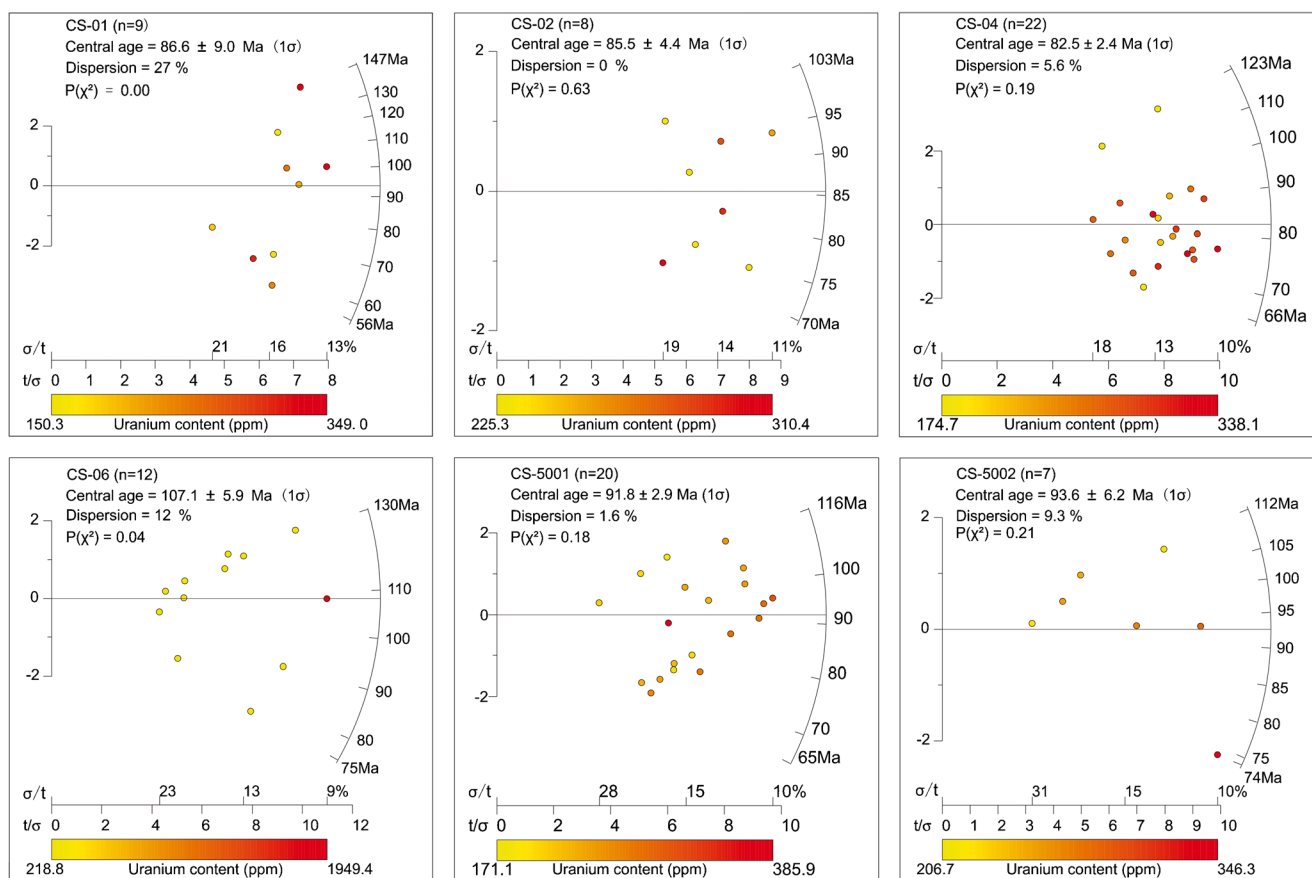 CS-01 (n=9)
Central age = 86.6 ± 9.0 Ma (1σ)
Dispersion = 27 %
P(χ²) = 0.00
147Ma
130
120
110
100
90
80
70
60
56Ma
2
0
-2
σ/t
21
16
13%
t/σ
0 1 2 3 4 5 6 7 8
150.3 Uranium content (ppm) 349.0
CS-02 (n=8)
Central age = 85.5 ± 4.4 Ma (1σ)
Dispersion = 0 %
P(χ²) = 0.63
103Ma
95
90
85
80
75
70Ma
2
0
-2
σ/t
19
14
11%
t/σ
0 1 2 3 4 5 6 7 8 9
225.3 Uranium content (ppm) 310.4
CS-04 (n=22)
Central age = 82.5 ± 2.4 Ma (1σ)
Dispersion = 5.6 %
P(χ²) = 0.19
123Ma
110
100
90
80
70
66Ma
2
0
-2
σ/t
18
13
10%
t/σ
0 2 4 6 8 10
174.7 Uranium content (ppm) 338.1
CS-06 (n=12)
Central age = 107.1 ± 5.9 Ma (1σ)
Dispersion = 12 %
P(χ²) = 0.04
130Ma
110
100
90
80
75Ma
2
0
-2
σ/t
23
13
9%
t/σ
0 2 4 6 8 10 12
218.8 Uranium content (ppm) 1949.4
CS-5001 (n=20)
Central age = 91.8 ± 2.9 Ma (1σ)
Dispersion = 1.6 %
P(χ²) = 0.18
116Ma
100
90
80
70
65Ma
2
0
-2
σ/t
28
15
10%
t/σ
0 2 4 6 8 10
171.1 Uranium content (ppm) 385.9
CS-5002 (n=7)
Central age = 93.6 ± 6.2 Ma (1σ)
Dispersion = 9.3 %
P(χ²) = 0.21
112Ma
105
100
95
90
85
80
75
74Ma
2
0
-2
σ/t
31
15
10%
t/σ
0 2 4 6 8 10
206.7 Uranium content (ppm) 346.3